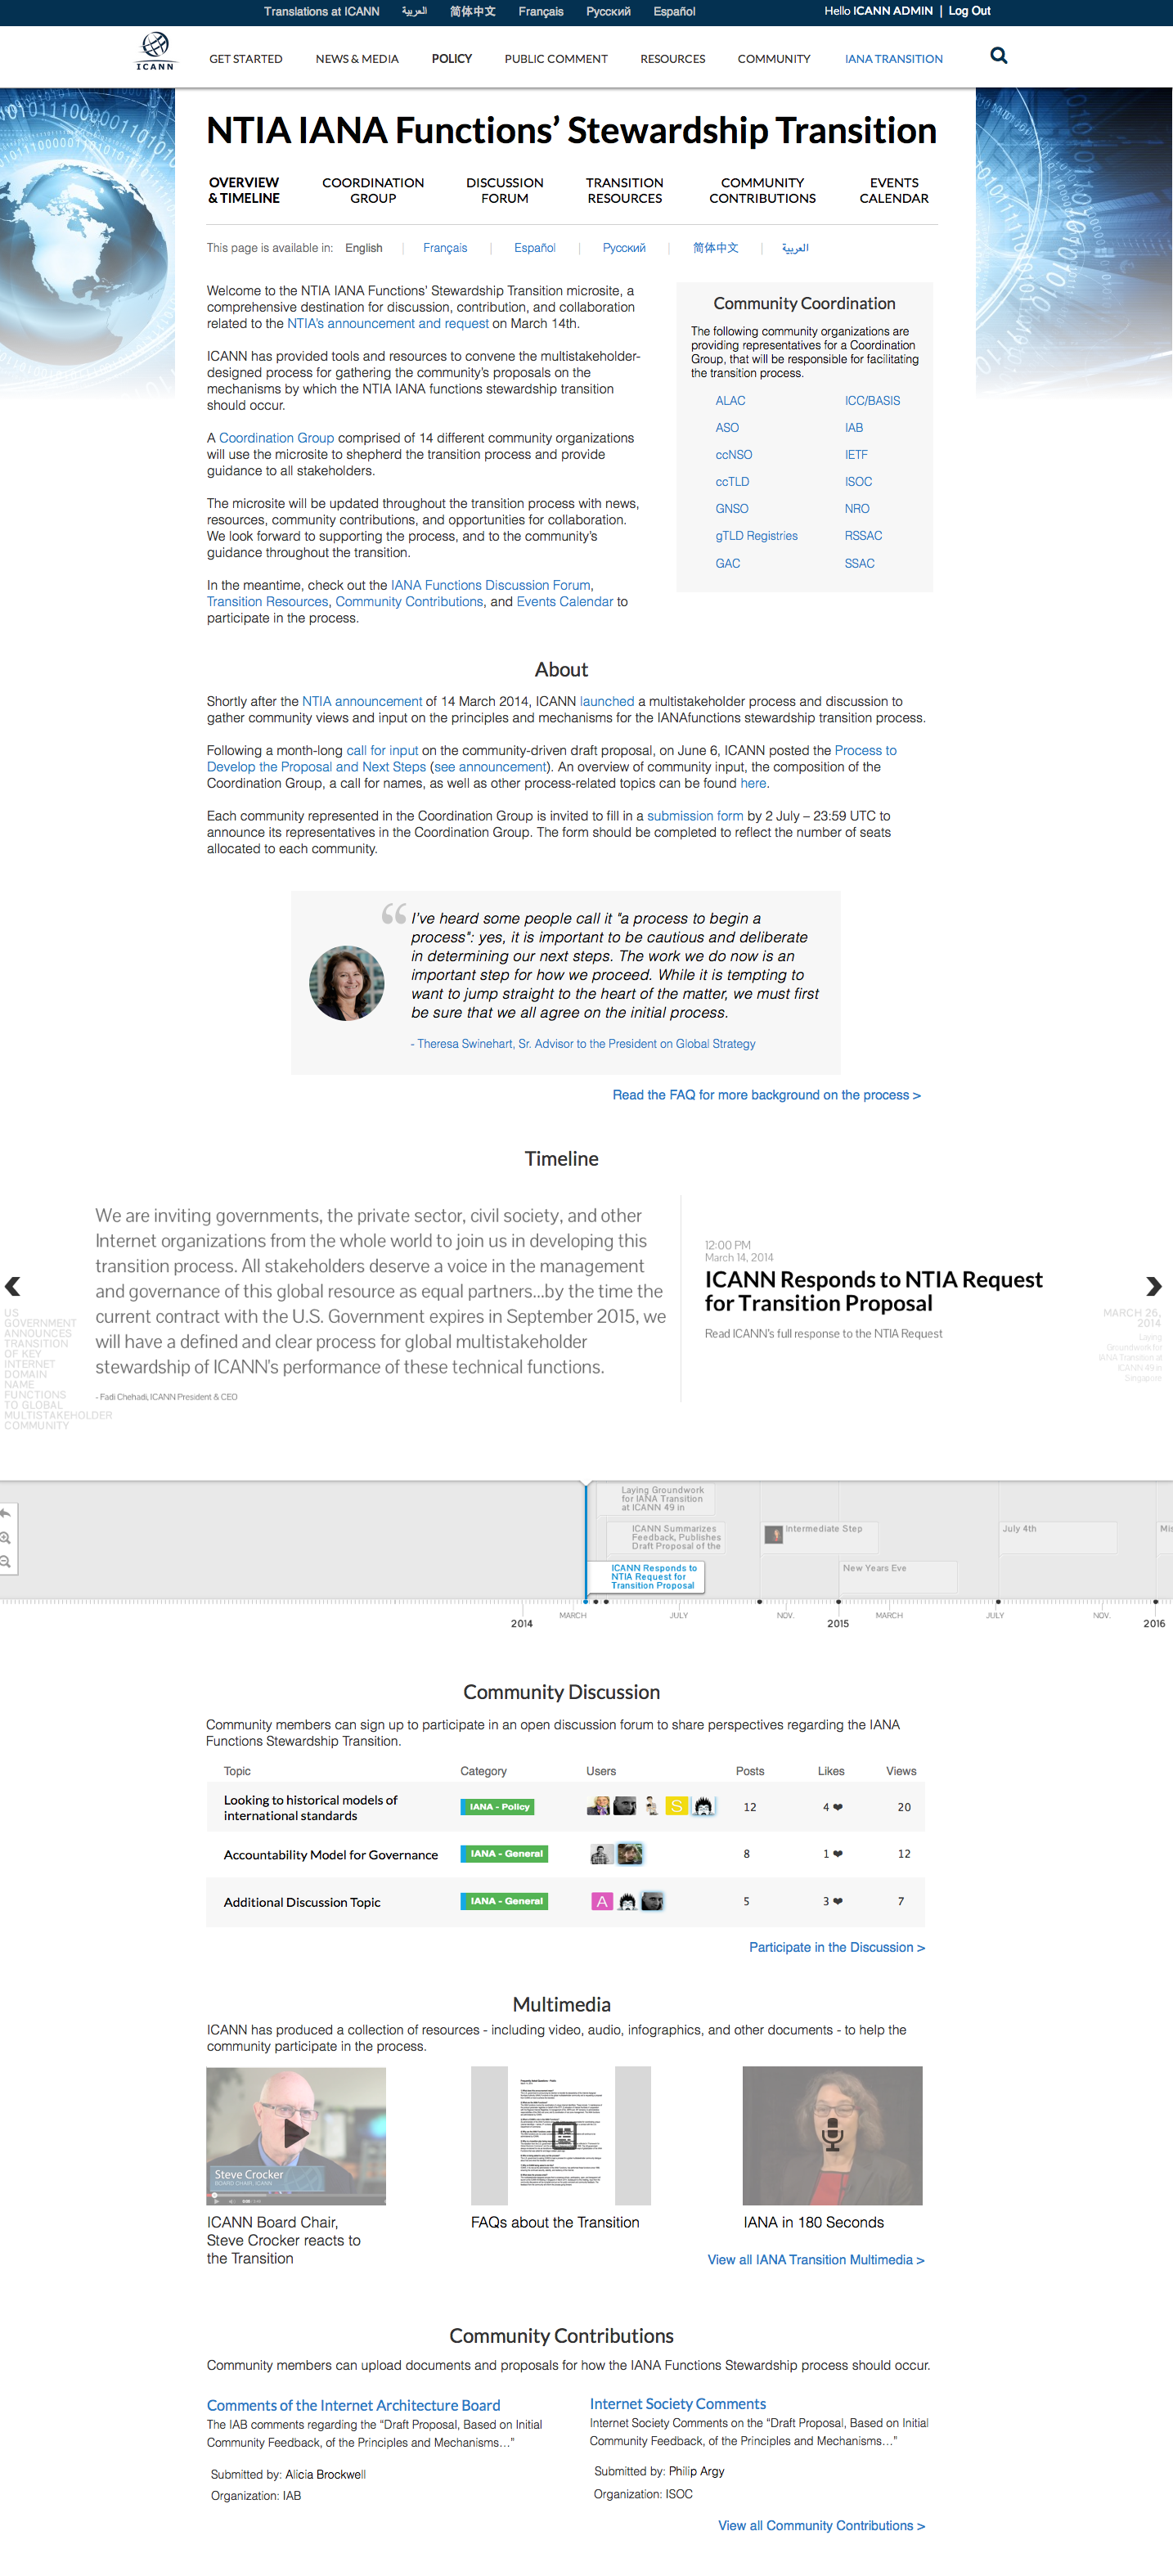 Translations at ICANN العربية 简体中文 Français Русский Español Hello ICANN ADMIN | Log Out
ICANN
GET STARTED NEWS & MEDIA POLICY PUBLIC COMMENT RESOURCES COMMUNITY IANA TRANSITION
NTIA IANA Functions’ Stewardship Transition
OVERVIEW & TIMELINE COORDINATION GROUP DISCUSSION FORUM TRANSITION RESOURCES COMMUNITY CONTRIBUTIONS EVENTS CALENDAR
This page is available in: English | Français | Español | Русский | 简体中文 | العربية
Welcome to the NTIA IANA Functions' Stewardship Transition microsite, a
comprehensive destination for discussion, contribution, and collaboration
related to the NTIA's announcement and request on March 14th.
ICANN has provided tools and resources to convene the multistakeholder-
designed process for gathering the community's proposals on the
mechanisms by which the NTIA IANA functions stewardship transition
should occur.
A Coordination Group comprised of 14 different community organizations
will use the microsite to shepherd the transition process and provide
guidance to all stakeholders.
The microsite will be updated throughout the transition process with news,
resources, community contributions, and opportunities for collaboration.
We look forward to supporting the process, and to the community's
guidance throughout the transition.
In the meantime, check out the IANA Functions Discussion Forum,
Transition Resources, Community Contributions, and Events Calendar to
participate in the process.
Community Coordination
The following community organizations are
providing representatives for a Coordination
Group, that will be responsible for facilitating
the transition process.
ALAC ICC/BASIS
ASO IAB
ccNSO IETF
ccTLD ISOC
GNSO NRO
gTLD Registries RSSAC
GAC SSAC
About
Shortly after the NTIA announcement of 14 March 2014, ICANN launched a multistakeholder process and discussion to
gather community views and input on the principles and mechanisms for the IANAfunctions stewardship transition process.
Following a month-long call for input on the community-driven draft proposal, on June 6, ICANN posted the Process to
Develop the Proposal and Next Steps (see announcement). An overview of community input, the composition of the
Coordination Group, a call for names, as well as other process-related topics can be found here.
Each community represented in the Coordination Group is invited to fill in a submission form by 2 July – 23:59 UTC to
announce its representatives in the Coordination Group. The form should be completed to reflect the number of seats
allocated to each community.
“ I've heard some people call it "a process to begin a
process": yes, it is important to be cautious and deliberate
in determining our next steps. The work we do now is an
important step for how we proceed. While it is tempting to
want to jump straight to the heart of the matter, we must first
be sure that we all agree on the initial process.
- Theresa Swinehart, Sr. Advisor to the President on Global Strategy
Read the FAQ for more background on the process >
Timeline
US
GOVERNMENT
ANNOUNCES
TRANSITION
OF KEY
INTERNET
DOMAIN
NAME
FUNCTIONS
TO GLOBAL
MULTISTAKEHOLDER
COMMUNITY
We are inviting governments, the private sector, civil society, and other
Internet organizations from the whole world to join us in developing this
transition process. All stakeholders deserve a voice in the management
and governance of this global resource as equal partners...by the time the
current contract with the U.S. Government expires in September 2015, we
will have a defined and clear process for global multistakeholder
stewardship of ICANN's performance of these technical functions.
- Fadi Chehadi, ICANN President & CEO
12:00 PM
March 14, 2014
ICANN Responds to NTIA Request
for Transition Proposal
Read ICANN's full response to the NTIA Request
MARCH 26,
2014
Laying
Groundwork for
IANA Transition at
ICANN 49 in
Singapore
Laying Groundwork
for IANA Transition
at ICANN 49 in
ICANN Summarizes
Feedback, Publishes
Draft Proposal of the
Intermediate Step
July 4th
ICANN Responds to
NTIA Request for
Transition Proposal
New Years Eve
MARCH JULY NOV. MARCH JULY NOV.
2014 2015 2016
Community Discussion
Community members can sign up to participate in an open discussion forum to share perspectives regarding the IANA
Functions Stewardship Transition.
Topic Category Users Posts Likes Views
Looking to historical models of
international standards
IANA - Policy S 12 4 ❤ 20
Accountability Model for Governance IANA - General 8 1 ❤ 12
Additional Discussion Topic IANA - General A 5 3 ❤ 7
Participate in the Discussion >
Multimedia
ICANN has produced a collection of resources - including video, audio, infographics, and other documents - to help the
community participate in the process.
Steve Crocker
BOARD CHAIR, ICANN
ICANN Board Chair,
Steve Crocker reacts to
the Transition
FAQs about the Transition
IANA in 180 Seconds
View all IANA Transition Multimedia >
Community Contributions
Community members can upload documents and proposals for how the IANA Functions Stewardship process should occur.
Comments of the Internet Architecture Board
The IAB comments regarding the “Draft Proposal, Based on Initial
Community Feedback, of the Principles and Mechanisms…”
Submitted by: Alicia Brockwell
Organization: IAB
Internet Society Comments
Internet Society Comments on the “Draft Proposal, Based on Initial
Community Feedback, of the Principles and Mechanisms…”
Submitted by: Philip Argy
Organization: ISOC
View all Community Contributions >